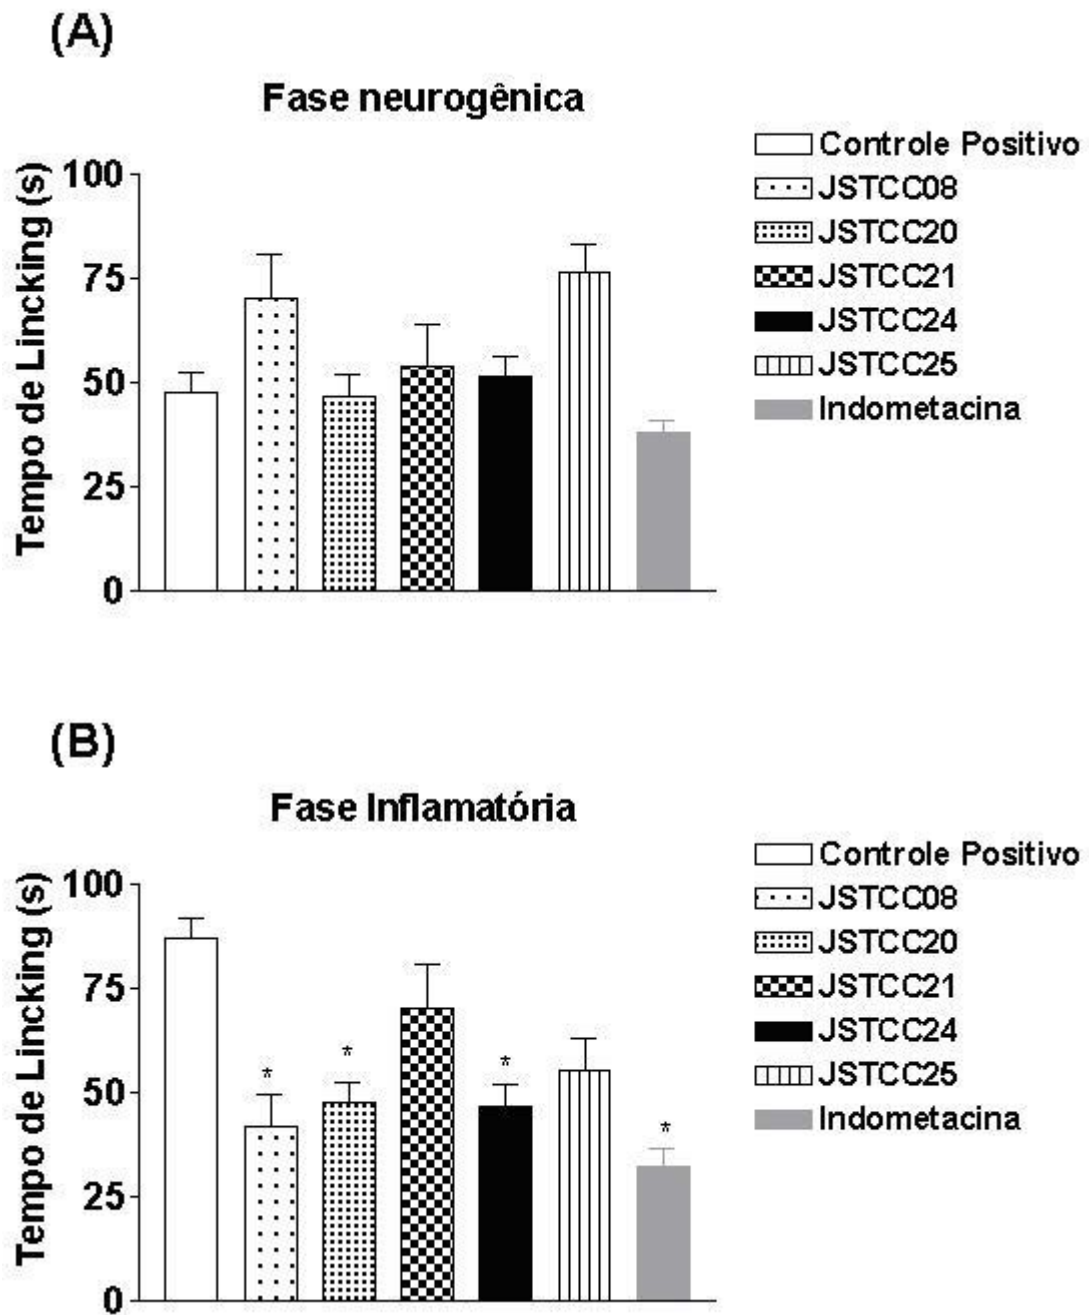 (A)
Fase neurogênica
Tempo de Lincking (s)
100
75
50
25
0
Controle Positivo
JSTCC08
JSTCC20
JSTCC21
JSTCC24
JSTCC25
Indometacina
(B)
Fase Inflamatória
Tempo de Lincking (s)
100
75
50
25
0
* * * *
Controle Positivo
JSTCC08
JSTCC20
JSTCC21
JSTCC24
JSTCC25
Indometacina